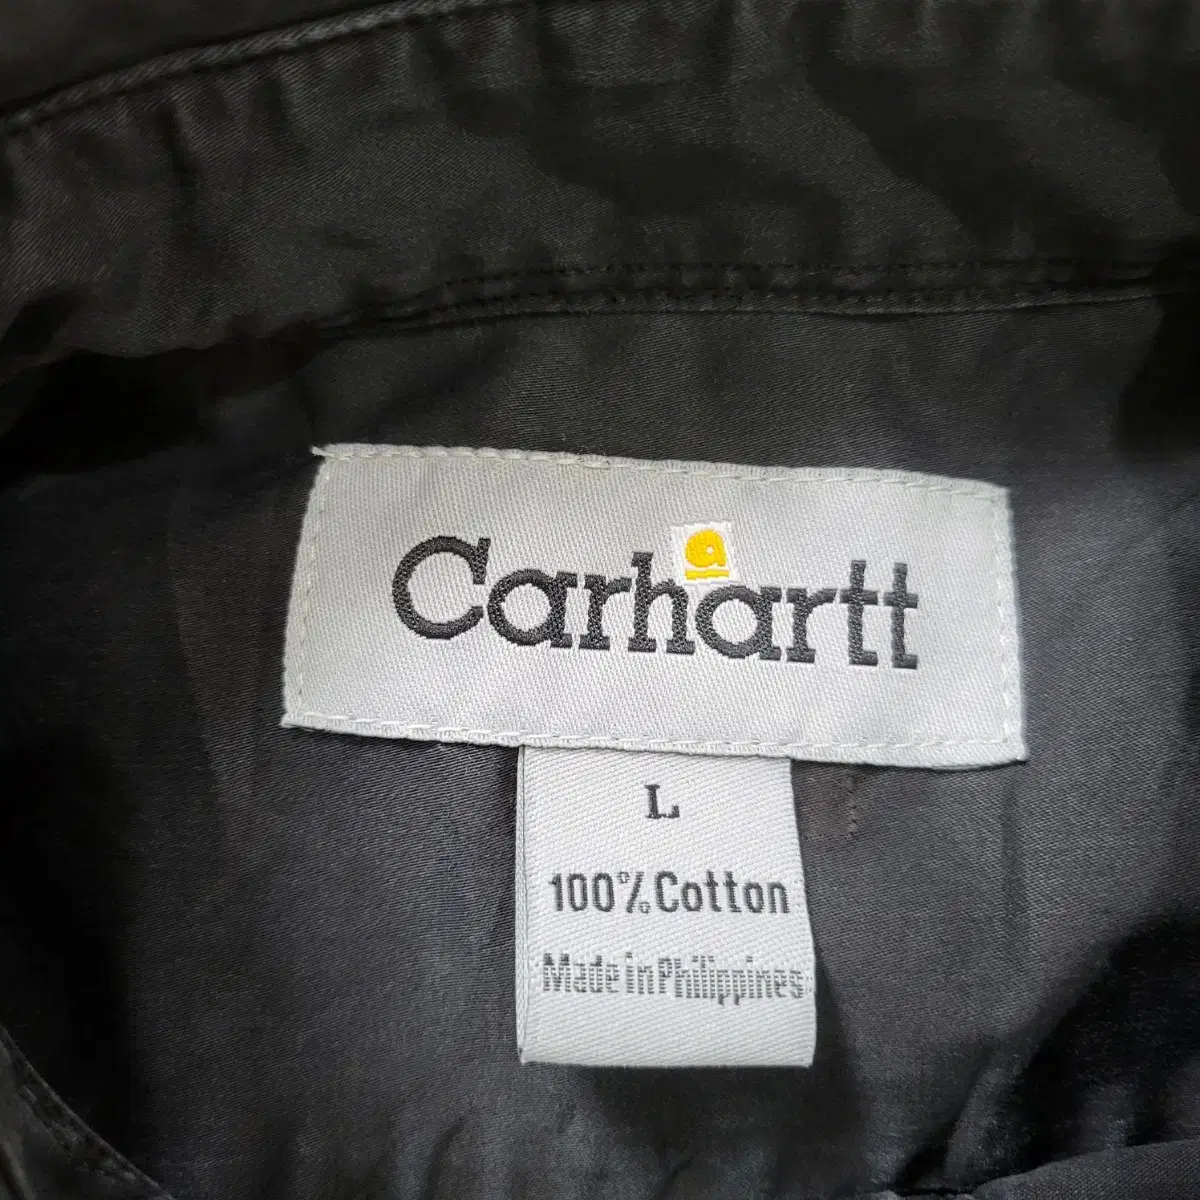 Carhartt
L
100% Cotton
Made in Philippines